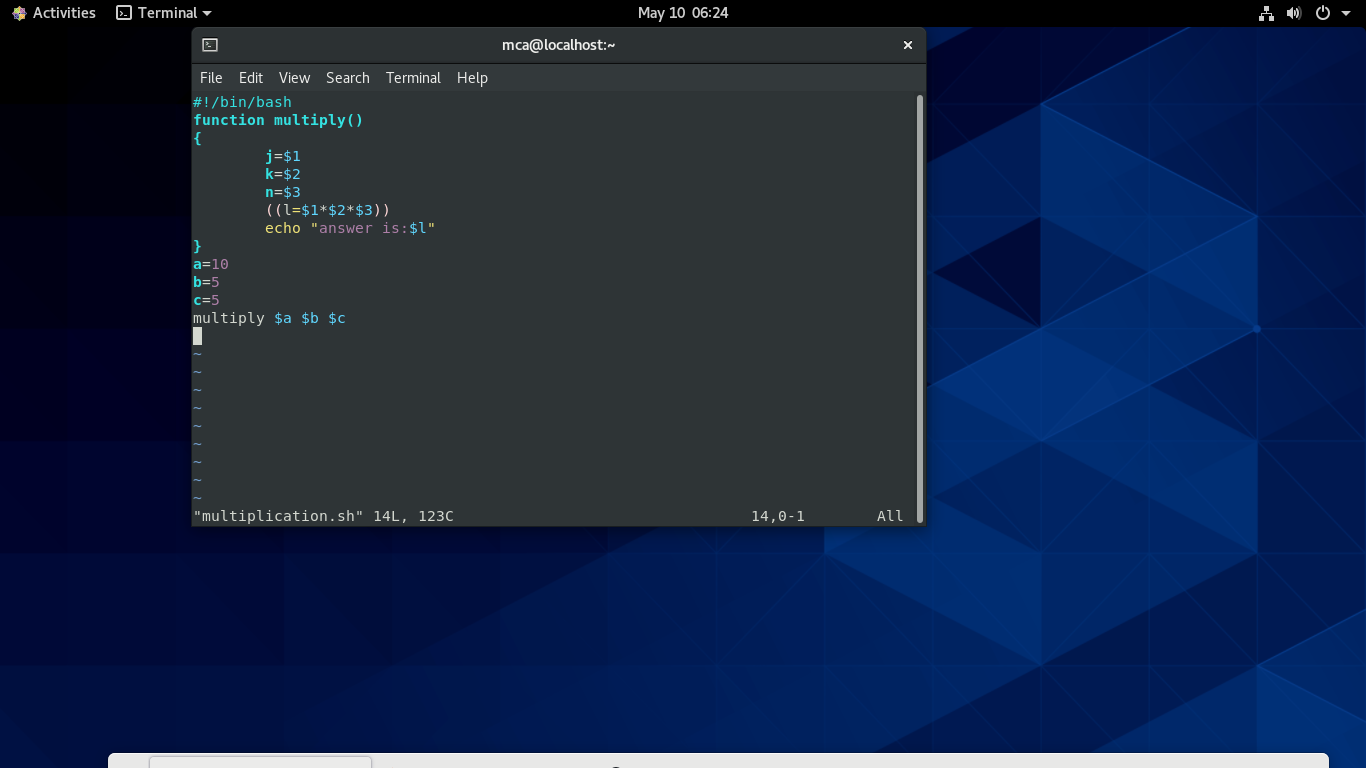 Activities Terminal May 10 06:24
mca@localhost:~
File Edit View Search Terminal Help
#!/bin/bash
function multiply()
{
        j=$1
        k=$2
        n=$3
        ((l=$1*$2*$3))
        echo "answer is:$l"
}
a=10
b=5
c=5
multiply $a $b $c
~
~
~
~
~
~
~
~
~
"multiplication.sh" 14L, 123C 14,0-1 All